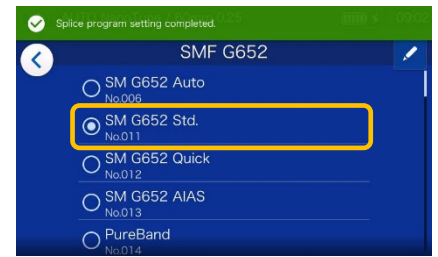 Splice program setting completed.
SMF G652
SM G652 Auto
No.006
SM G652 Std.
No.011
SM G652 Quick
No.012
SM G652 AIAS
No.013
PureBand
No.014